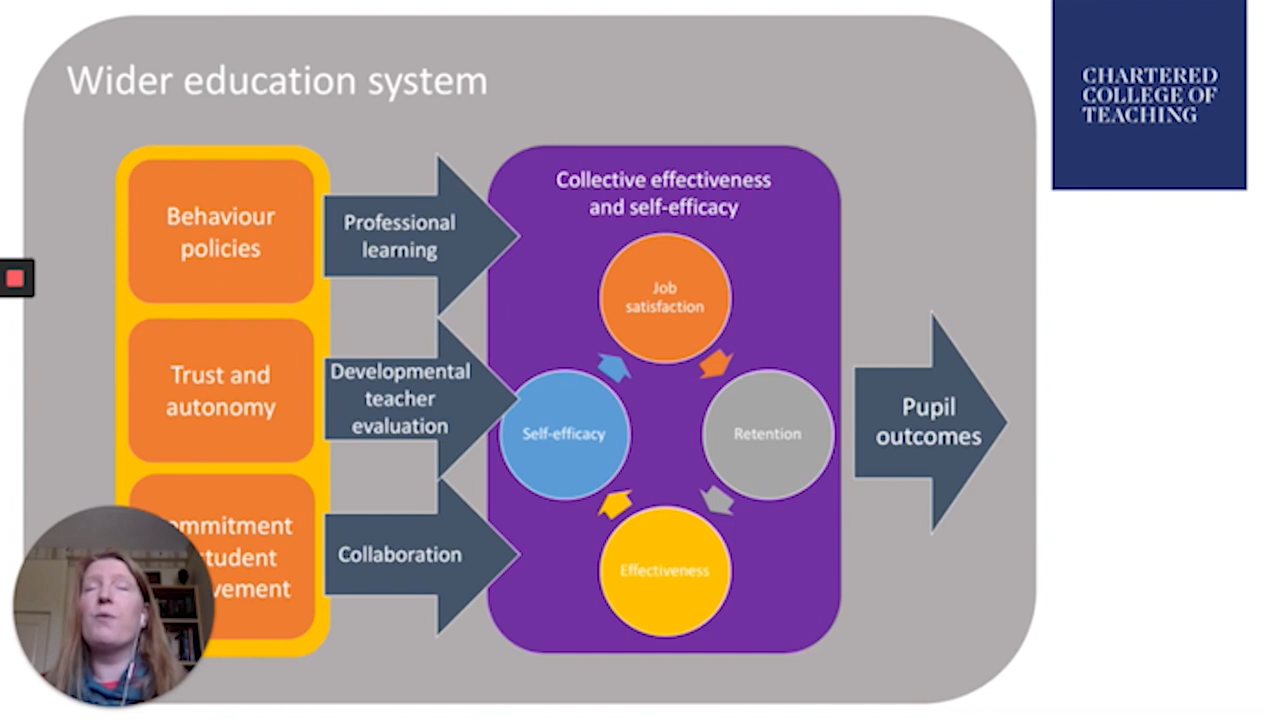 Wider education system
CHARTERED
COLLEGE OF
TEACHING
Behaviour
policies
Trust and
autonomy
ommitment
tudent
vement
Professional
learning
Developmental
teacher
evaluation
Collaboration
Collective effectiveness
and self-efficacy
Job
satisfaction
Self-efficacy
Retention
Effectiveness
Pupil
outcomes